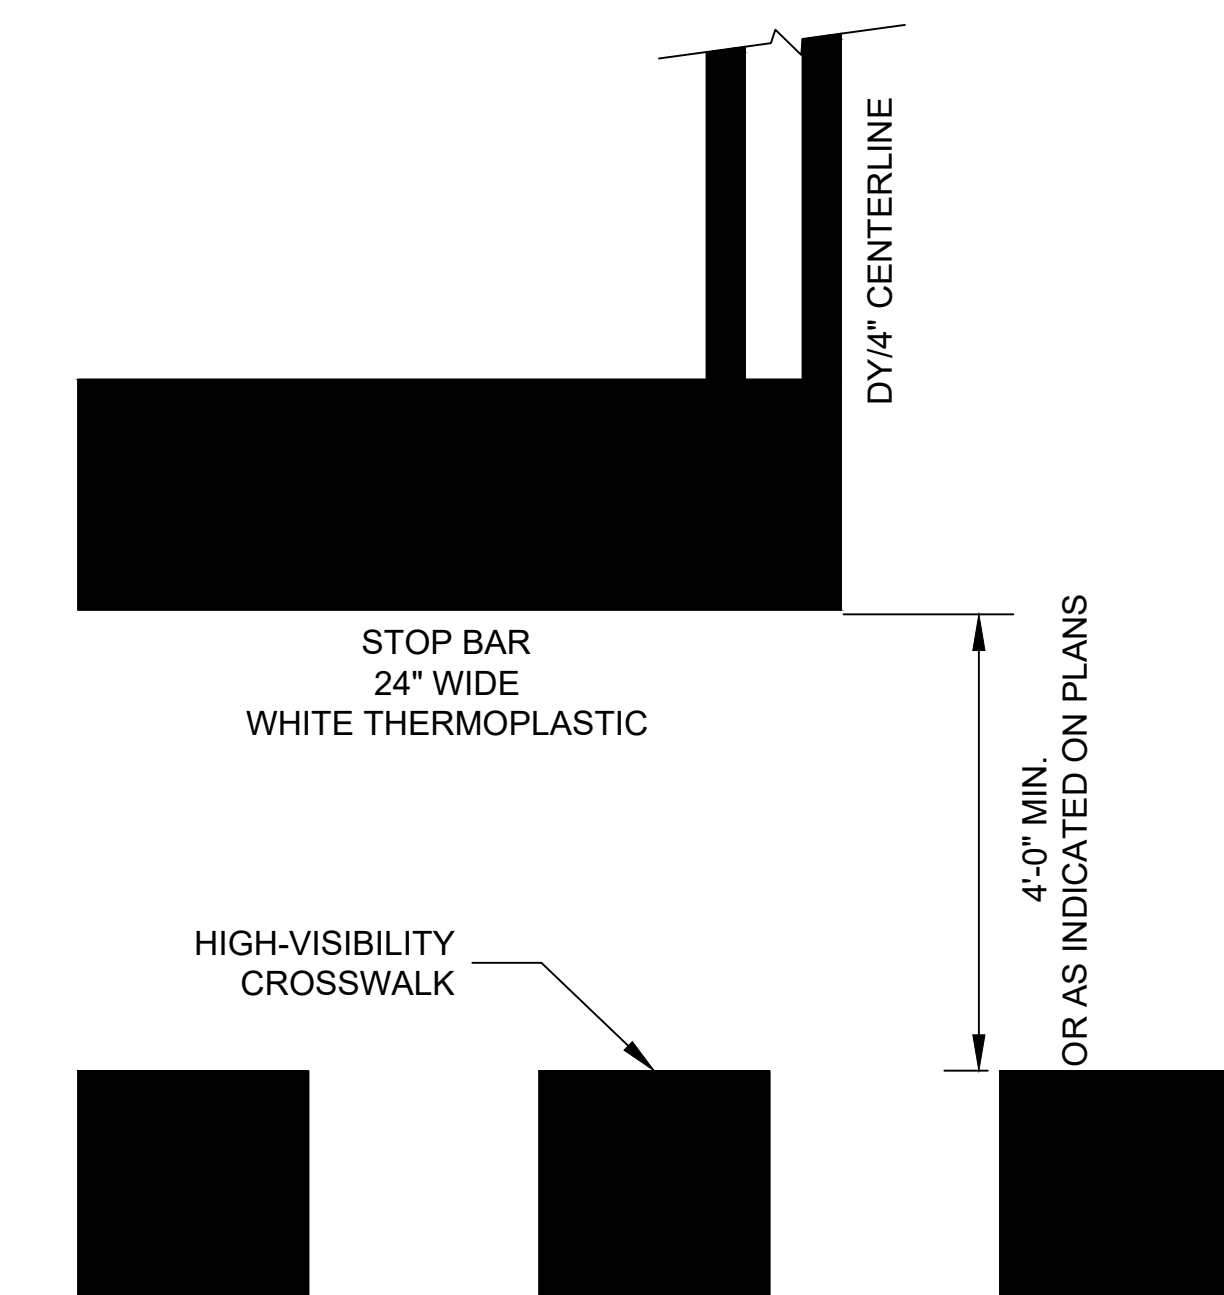 DY/4" CENTERLINE
STOP BAR
24" WIDE
WHITE THERMOPLASTIC
4'-0" MIN.
OR AS INDICATED ON PLANS
HIGH-VISIBILITY
CROSSWALK